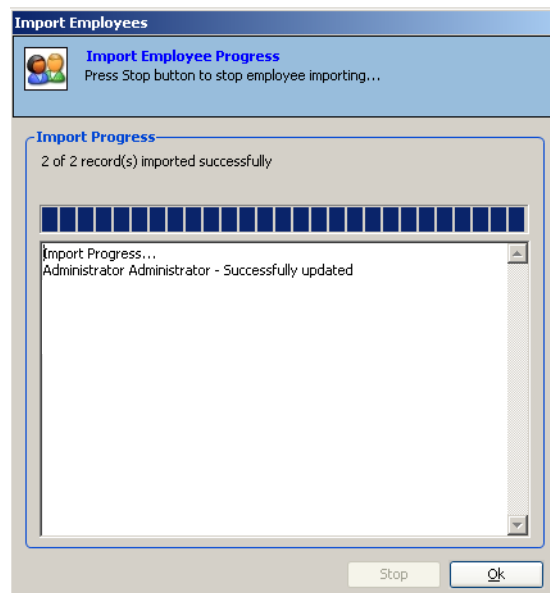 Import Employees
Import Employee Progress
Press Stop button to stop employee importing...
Import Progress
2 of 2 record(s) imported successfully
Import Progress...
Administrator Administrator - Successfully updated
Stop
Ok